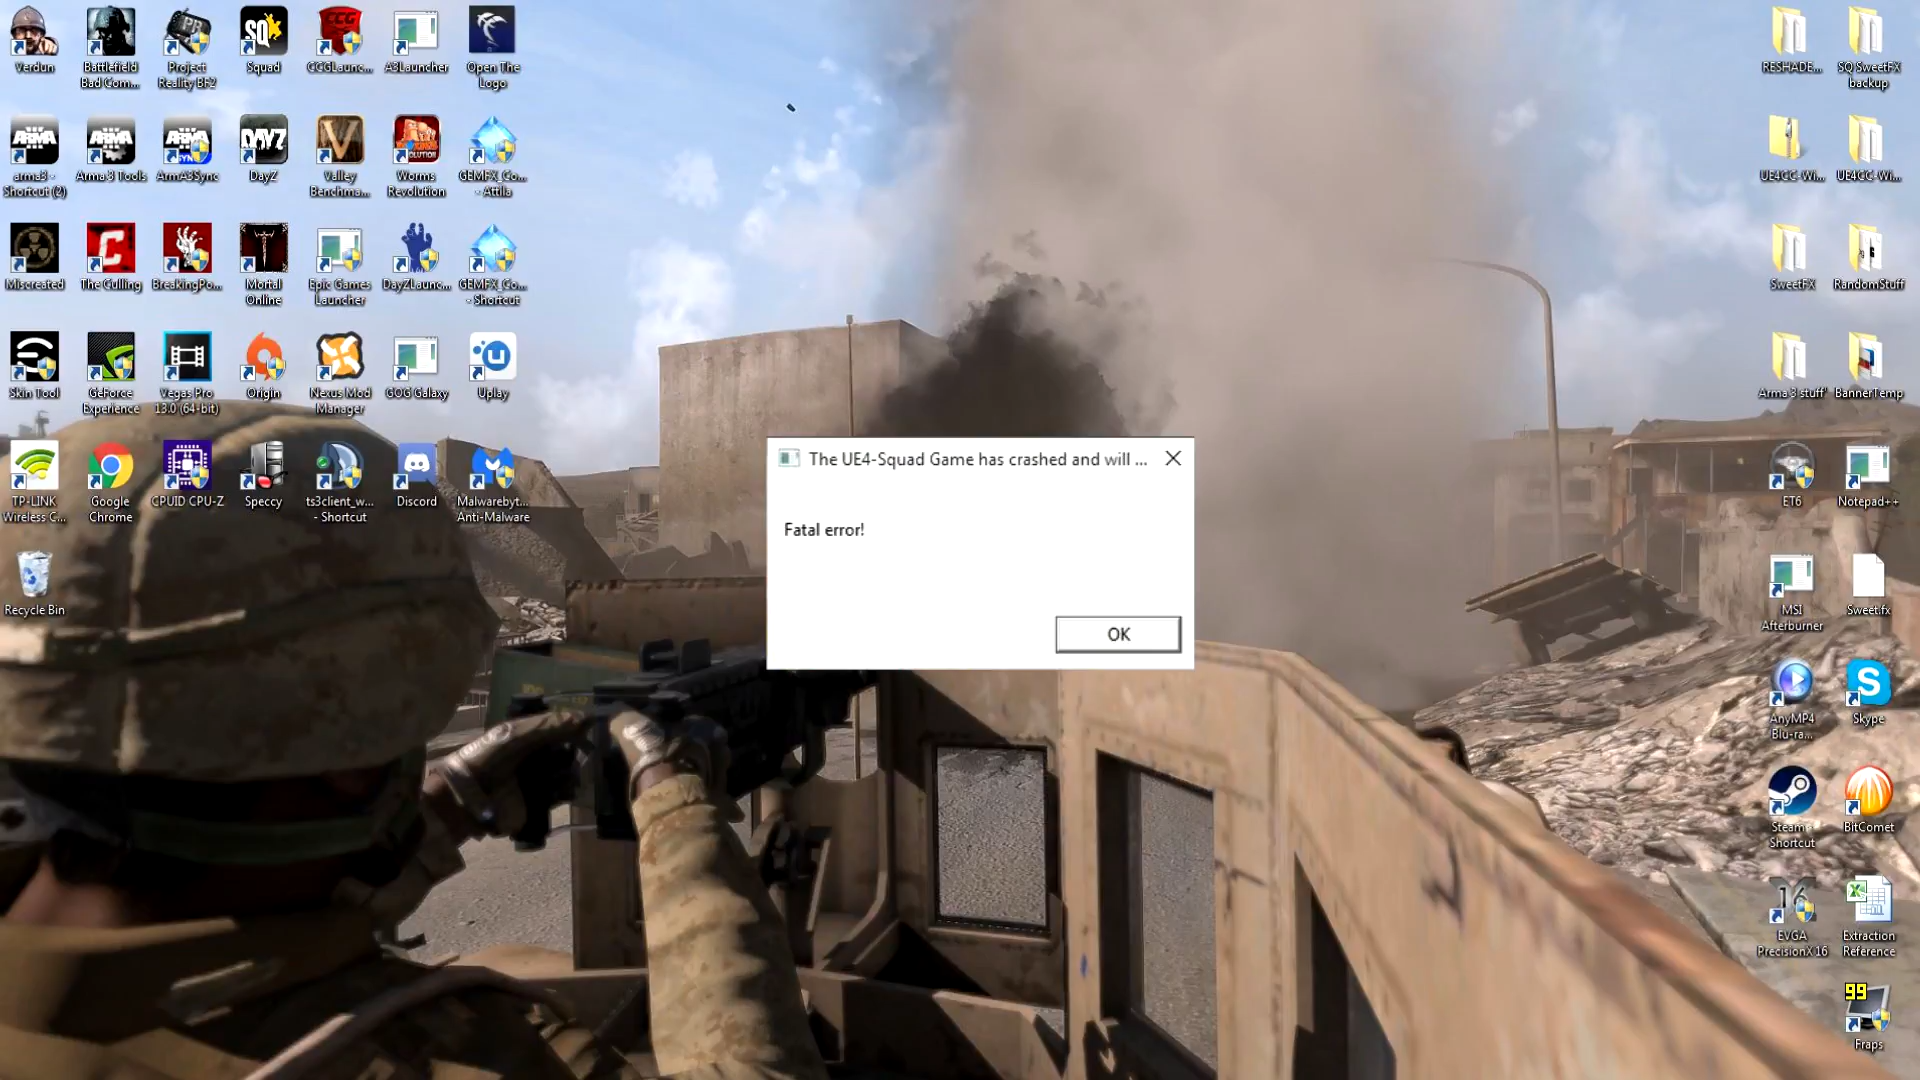 Verdun
Battlefield
Bad Com...
Project
Reality BF2
Squad
CCGLaunc...
A3Launcher
Open The
Logo
RESHADE...
SQ SweetFX
backup
arma3 -
Shortcut (2)
Arma 3 Tools
ArmA3Sync
DayZ
Valley
Benchma...
Worms
Revolution
GEMFX_Co...
- Attila
UE4CC-Wi...
UE4CC-Wi...
Miscreated
The Culling
BreakingPo...
Mortal
Online
Epic Games
Launcher
DayZLaunc...
GEMFX_Co...
- Shortcut
SweetFX
RandomStuff
Skin Tool
GeForce
Experience
Vegas Pro
13.0 (64-bit)
Origin
Nexus Mod
Manager
GOG Galaxy
Uplay
Arma 3 stuff'
BannerTemp
TP-LINK
Wireless C...
Google
Chrome
CPUID CPU-Z
Speccy
ts3client_w...
- Shortcut
Discord
Malwarebyt...
Anti-Malware
The UE4-Squad Game has crashed and will ...
Fatal error!
OK
ET6
Notepad++
Recycle Bin
MSI
Afterburner
Sweet.fx
AnyMP4
Blu-ra...
Skype
Steam -
Shortcut
BitComet
EVGA
PrecisionX 16
Extraction
Reference
99
Fraps